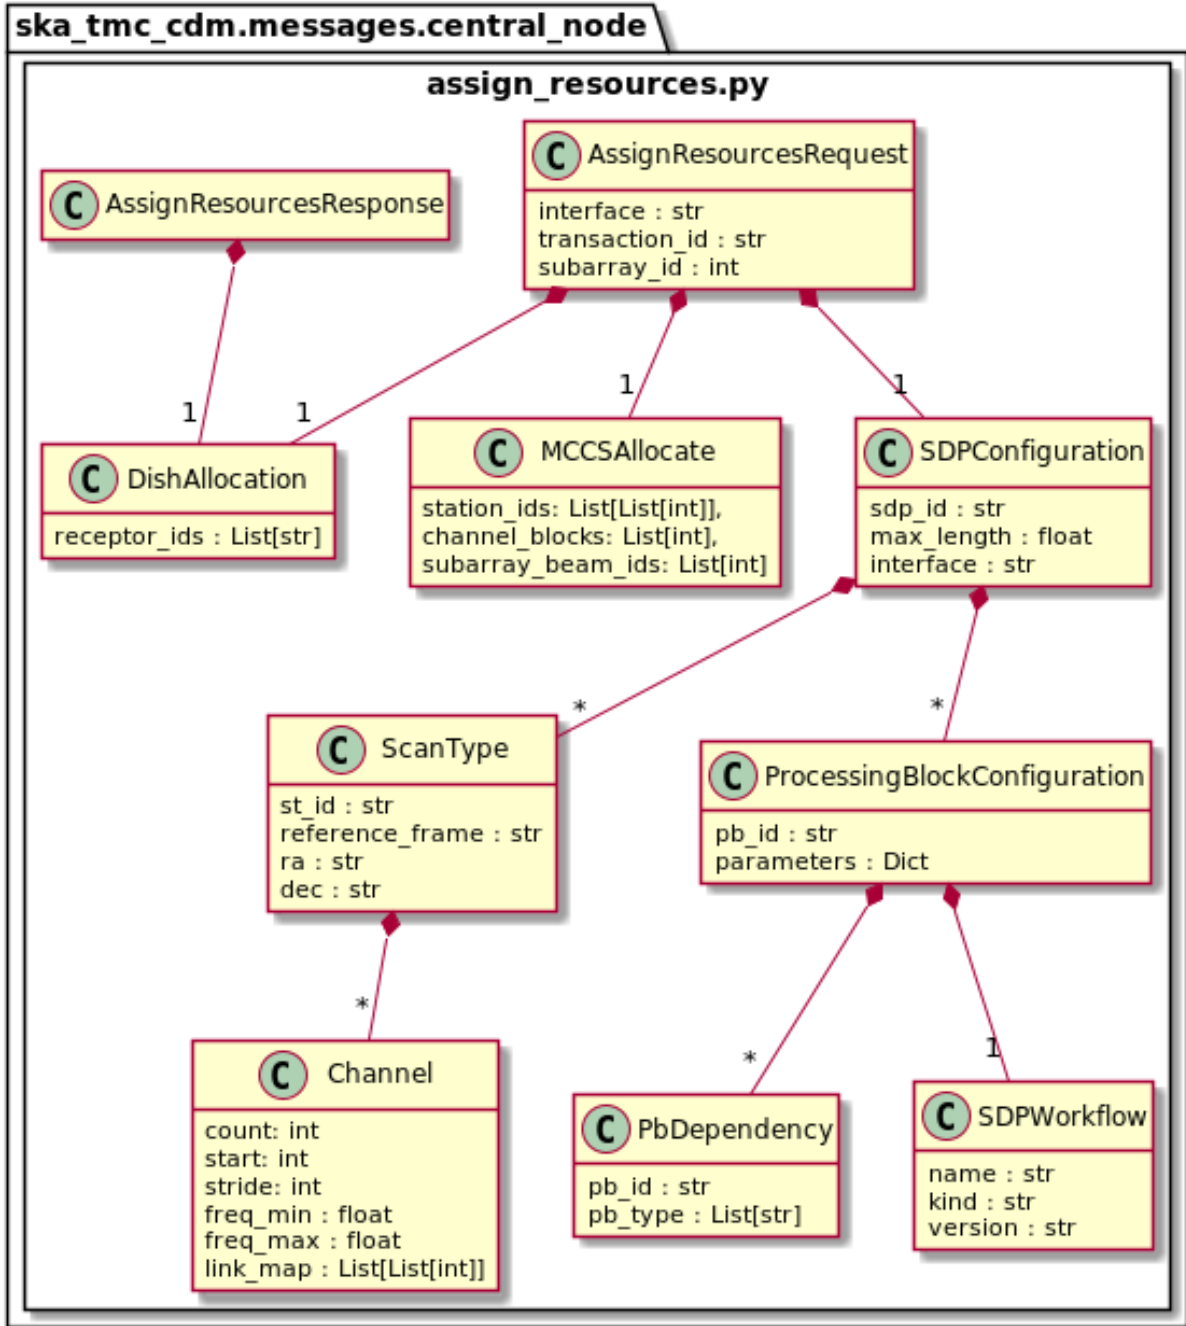 ska_tmc_cdm.messages.central_node
assign_resources.py
C AssignResourcesRequest
interface : str
transaction_id : str
subarray_id : int
C AssignResourcesResponse
1
1
1
1
C DishAllocation
receptor_ids : List[str]
C MCCSAllocate
station_ids: List[List[int]],
channel_blocks: List[int],
subarray_beam_ids: List[int]
C SDPConfiguration
sdp_id : str
max_length : float
interface : str
*
*
C ScanType
st_id : str
reference_frame : str
ra : str
dec : str
C ProcessingBlockConfiguration
pb_id : str
parameters : Dict
*
*
1
C Channel
count: int
start: int
stride: int
freq_min : float
freq_max : float
link_map : List[List[int]]
C PbDependency
pb_id : str
pb_type : List[str]
C SDPWorkflow
name : str
kind : str
version : str